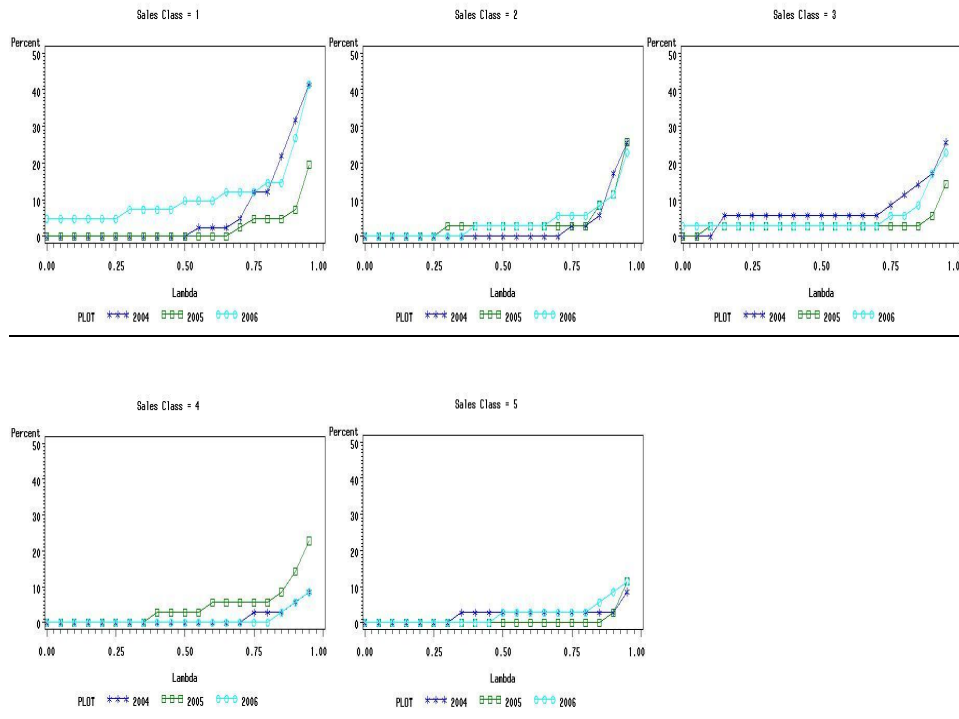 Sales Class = 1
Percent
50
40
30
20
10
0
0.00 0.25 0.50 0.75 1.00
Lambda
PLOT 2004 2005 2006
Sales Class = 2
Percent
50
40
30
20
10
0
0.00 0.25 0.50 0.75 1.00
Lambda
PLOT 2004 2005 2006
Sales Class = 3
Percent
50
40
30
20
10
0
0.00 0.25 0.50 0.75 1.0
Lambda
PLOT 2004 2005 2006
Sales Class = 4
Percent
50
40
30
20
10
0
0.00 0.25 0.50 0.75 1.00
Lambda
PLOT 2004 2005 2006
Sales Class = 5
Percent
50
40
30
20
10
0
0.00 0.25 0.50 0.75 1.00
Lambda
PLOT 2004 2005 2006